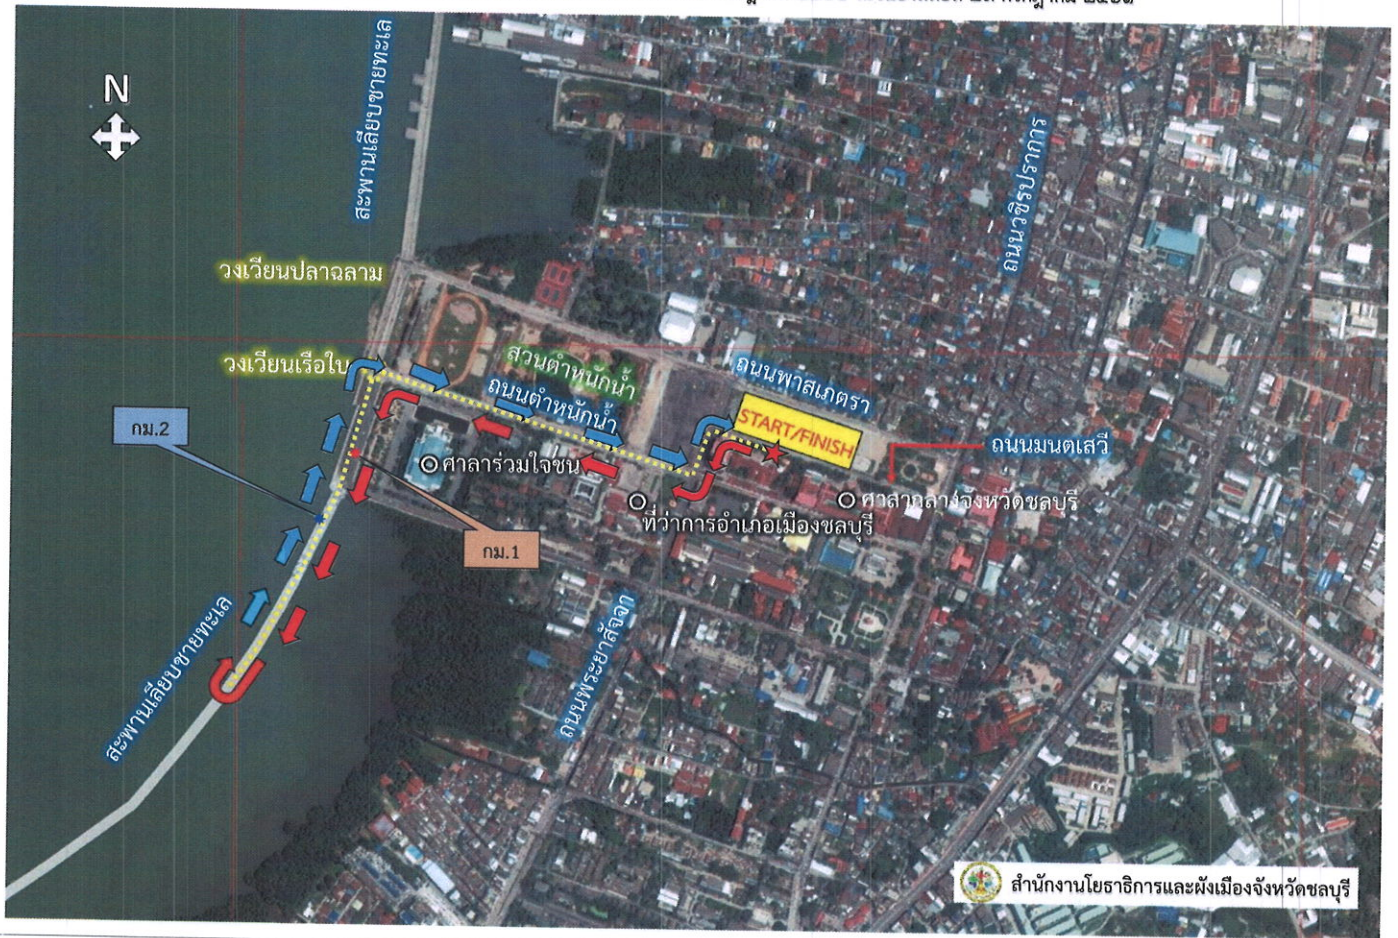 N
สะพานเลียบชายทะเล
ถนนวชิรปราการ
วงเวียนปลาฉลาม
วงเวียนเรือใบ
สวนตำหนักน้ำ
ถนนพาสเภตรา
ถนนตำหนักน้ำ
START/FINISH
กม.2
ถนนมนตเสวี
ศาลาร่วมใจชน
ศาลากลางจังหวัดชลบุรี
ที่ว่าการอำเภอเมืองชลบุรี
กม.1
สะพานเลียบชายทะเล
ถนนพระยาสัจจา
สำนักงานโยธาธิการและผังเมืองจังหวัดชลบุรี